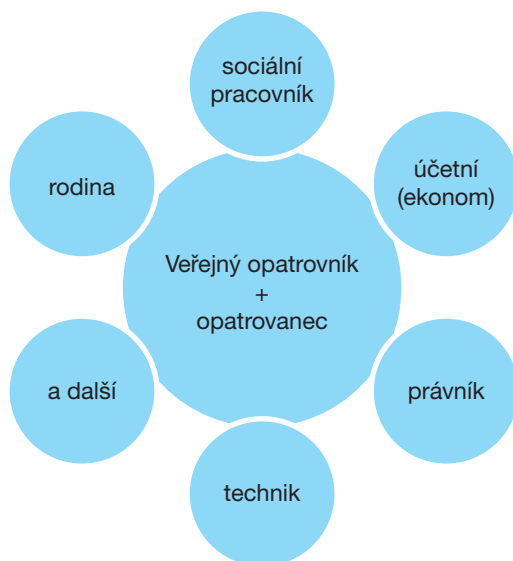 sociální
pracovník
rodina
účetní
(ekonom)
Veřejný opatrovník
+
opatrovanec
a další
právník
technik